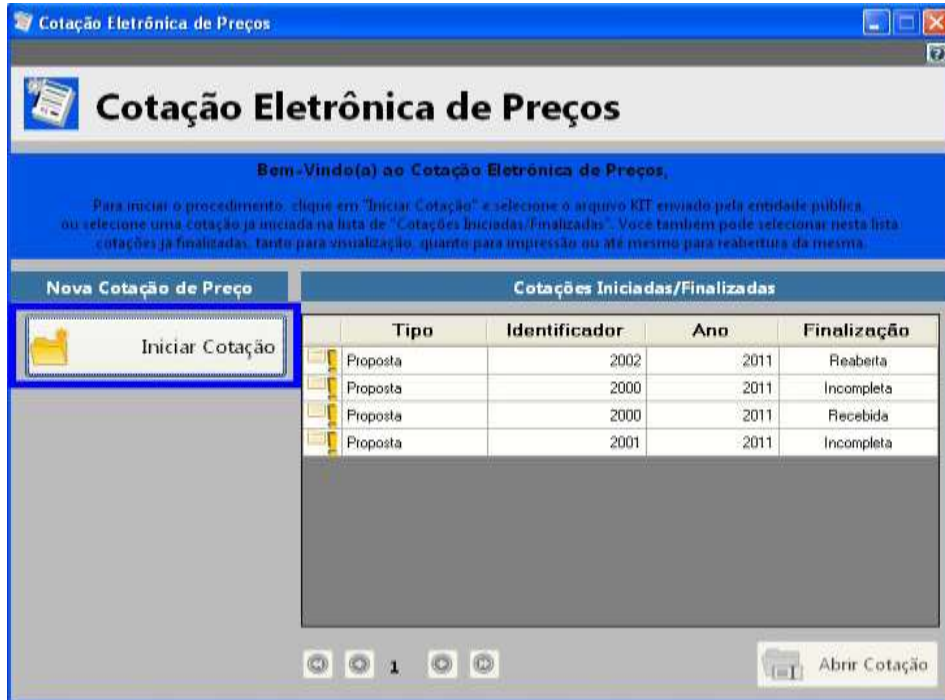 Cotação Eletrônica de Preços
Cotação Eletrônica de Preços
Bem-Vindo(a) ao Cotação Eletrônica de Preços,
Para iniciar o procedimento, clique em "Iniciar Cotação" e selecione o arquivo KIT enviado pela entidade pública,
ou selecione uma cotação já iniciada na lista de "Cotações Iniciadas/Finalizadas". Você também pode selecionar nesta lista
cotações já finalizadas, tanto para visualização, quanto para impressão ou até mesmo para reabertura da mesma.
Nova Cotação de Preço
Cotações Iniciadas/Finalizadas
Iniciar Cotação
Tipo Identificador Ano Finalização
Proposta 2002 2011 Reaberta
Proposta 2000 2011 Incompleta
Proposta 2000 2011 Recebida
Proposta 2001 2011 Incompleta
1
Abrir Cotação